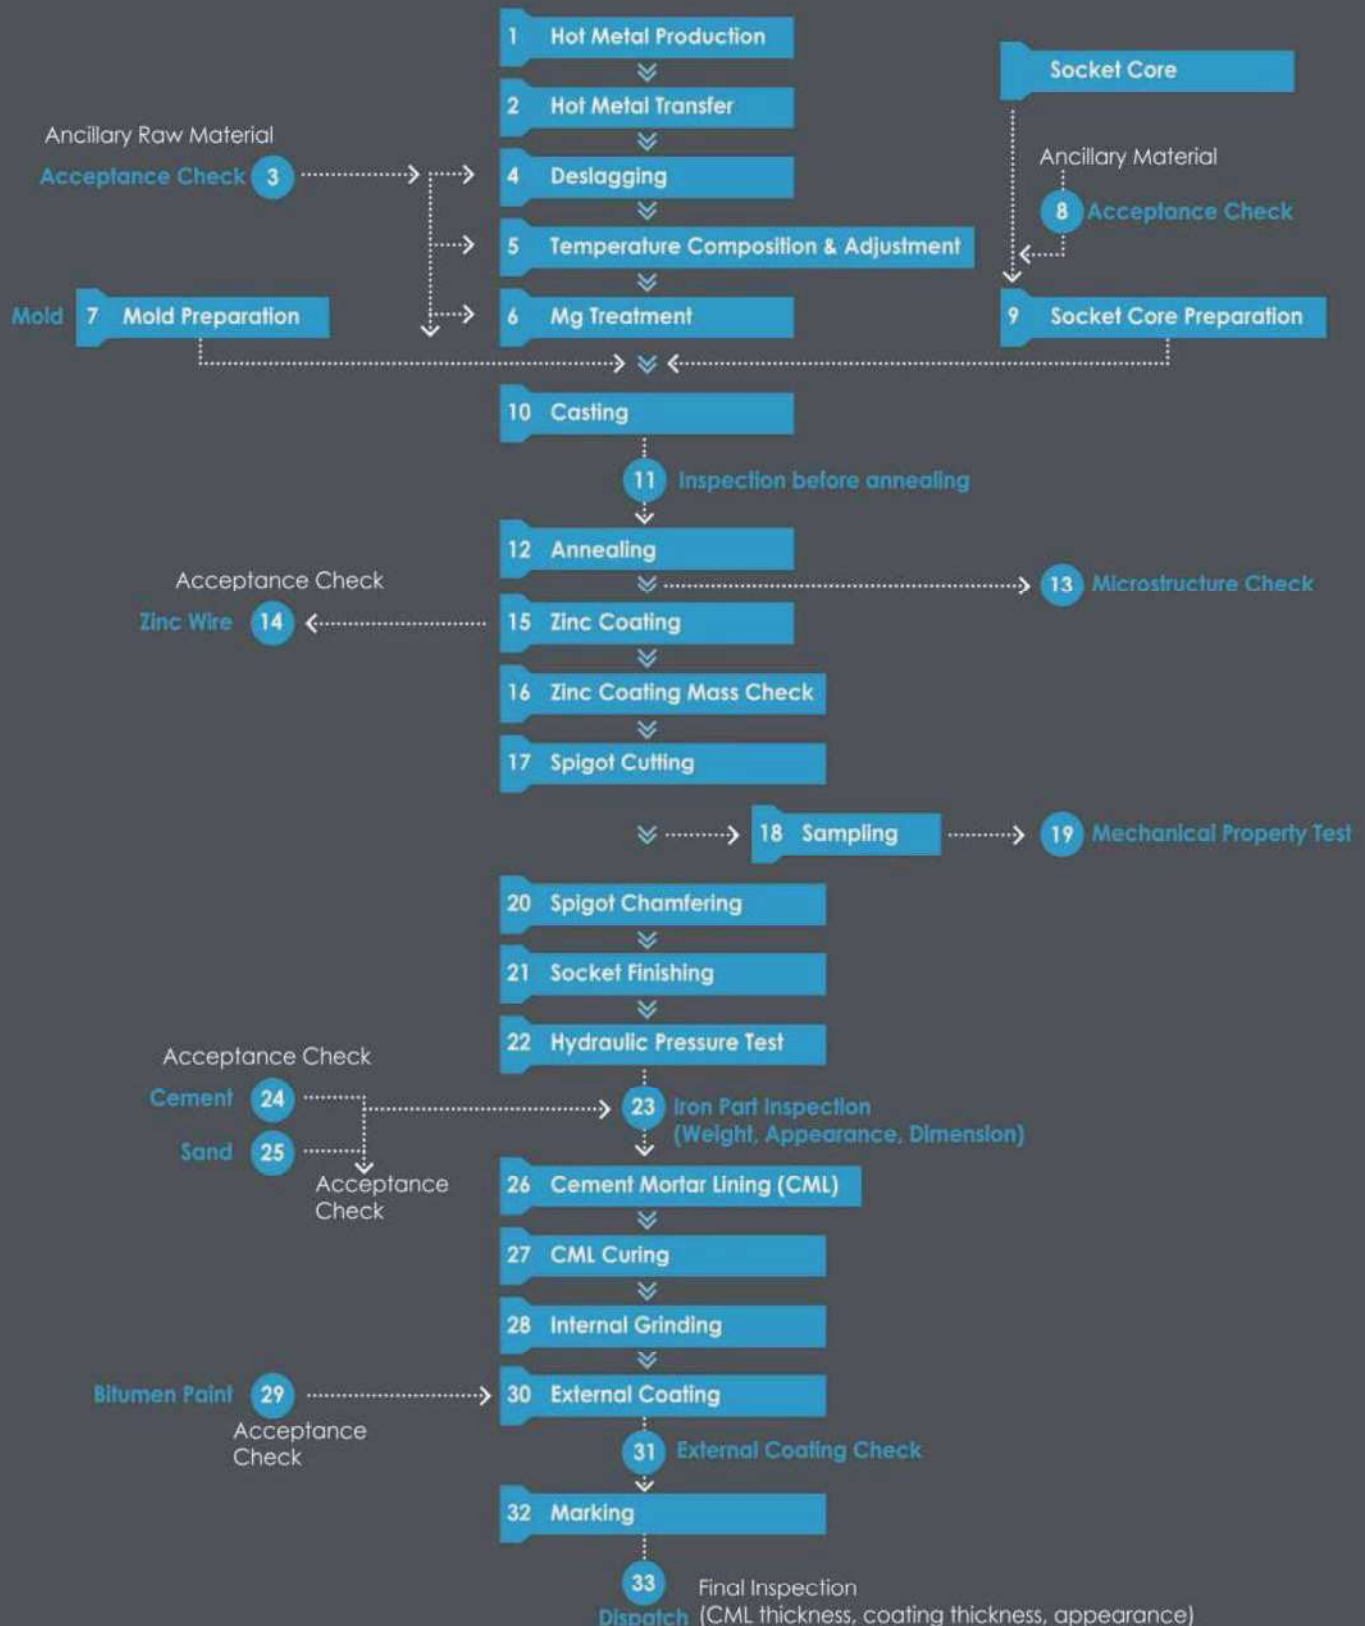 1 Hot Metal Production
Socket Core
2 Hot Metal Transfer
Ancillary Raw Material
Acceptance Check 3
4 Deslagging
Ancillary Material
8 Acceptance Check
5 Temperature Composition & Adjustment
Mold 7 Mold Preparation
6 Mg Treatment
9 Socket Core Preparation
10 Casting
11 Inspection before annealing
12 Annealing
13 Microstructure Check
Acceptance Check
Zinc Wire 14
15 Zinc Coating
16 Zinc Coating Mass Check
17 Spigot Cutting
18 Sampling
19 Mechanical Property Test
20 Spigot Chamfering
21 Socket Finishing
22 Hydraulic Pressure Test
Acceptance Check
Cement 24
23 Iron Part Inspection
(Weight, Appearance, Dimension)
Sand 25
Acceptance
Check
26 Cement Mortar Lining (CML)
27 CML Curing
28 Internal Grinding
Bitumen Paint 29
Acceptance
Check
30 External Coating
31 External Coating Check
32 Marking
33 Final Inspection
Dispatch (CML thickness, coating thickness, appearance)